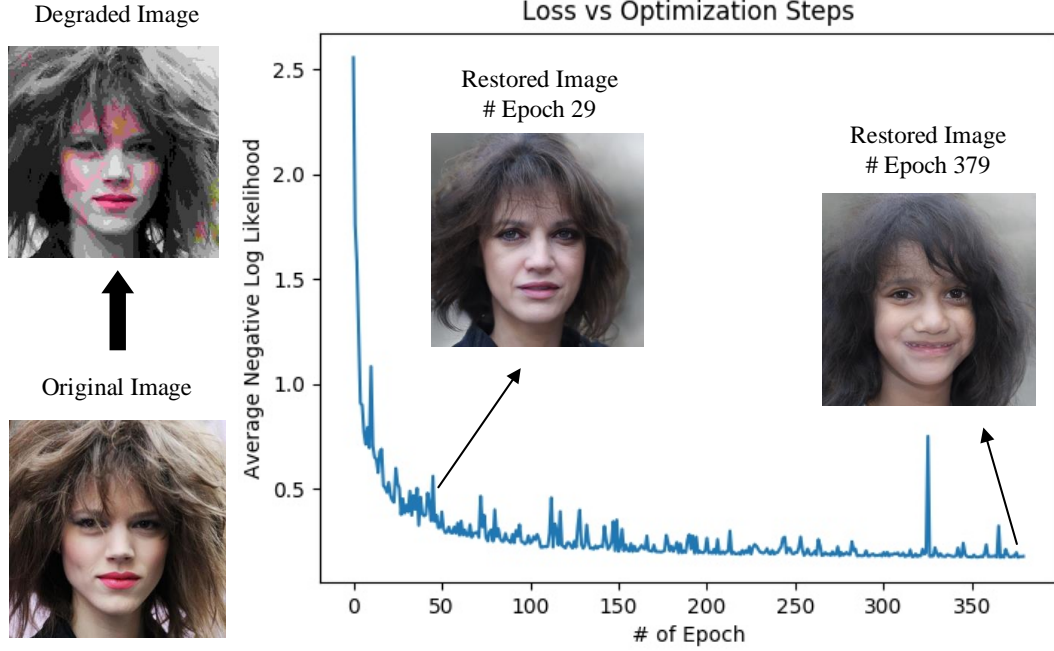 Degraded Image
Original Image
Loss vs Optimization Steps
Restored Image
# Epoch 29
Restored Image
# Epoch 379
Average Negative Log Likelihood
2.5
2.0
1.5
1.0
0.5
0 50 100 150 200 250 300 350
# of Epoch